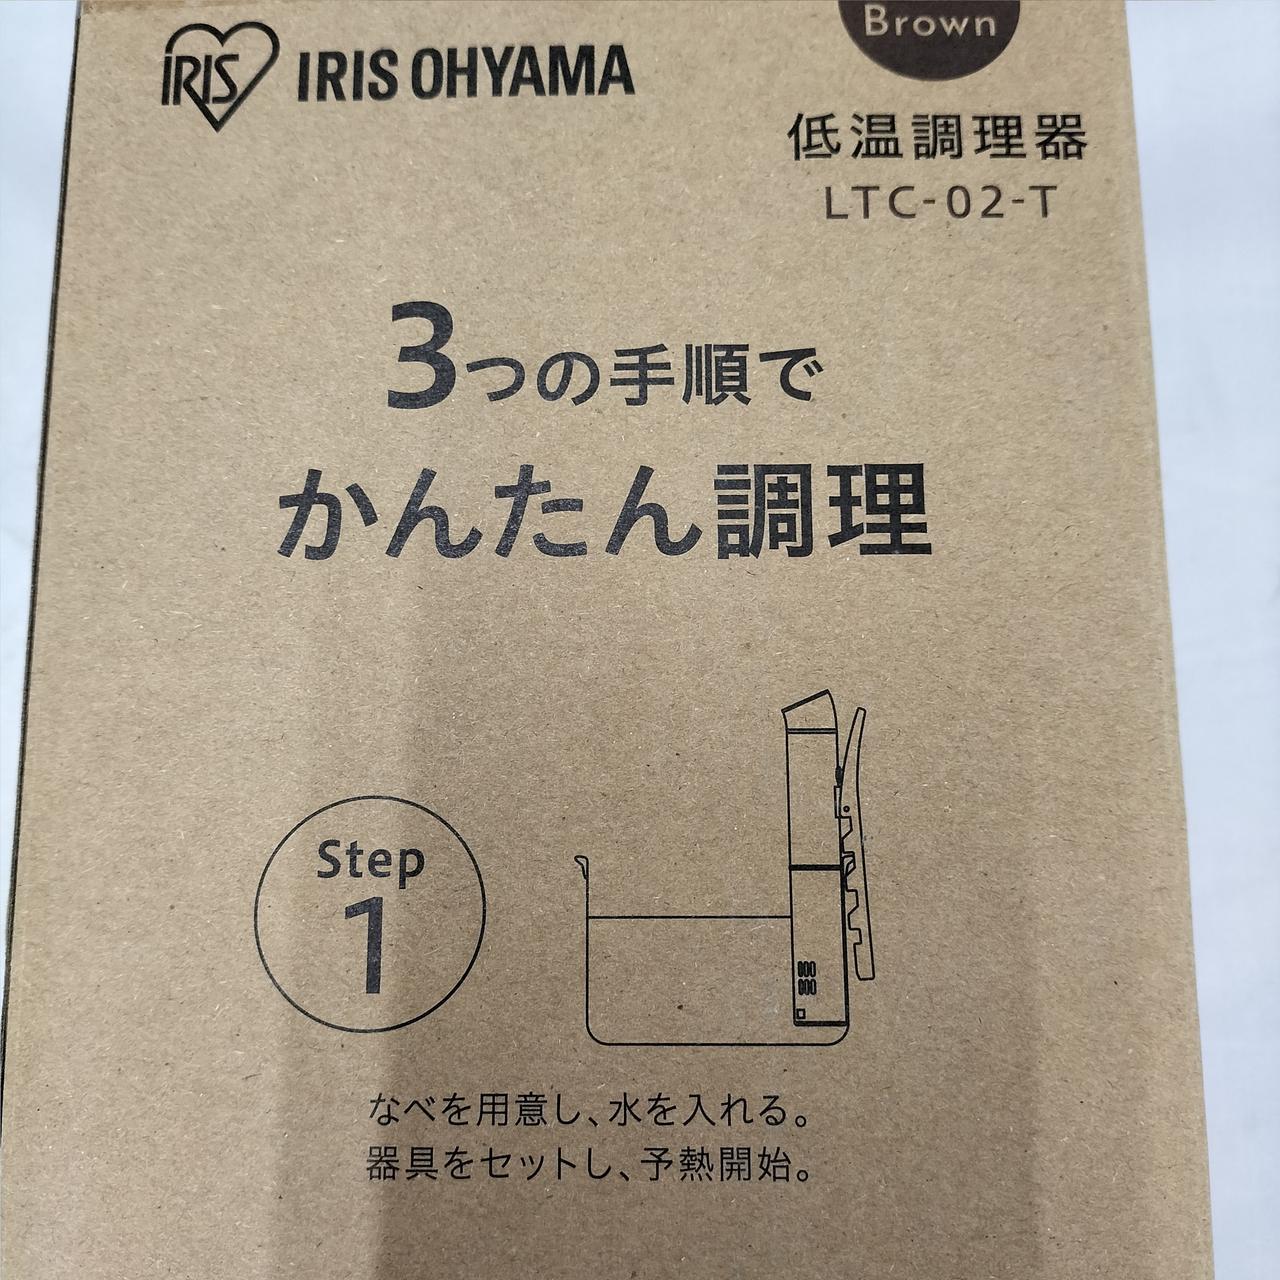 Brown
IRIS IRIS OHYAMA
低温調理器
LTC-02-T
3つの手順で
かんたん調理
Step
1
なべを用意し、水を入れる。
器具をセットし、予熱開始。